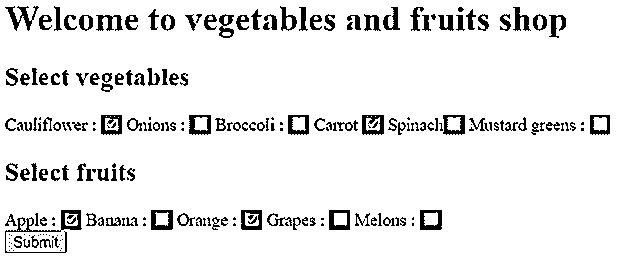 Welcome to vegetables and fruits shop
Select vegetables
Cauliflower : Onions : Broccoli : Carrot Spinach Mustard greens :
Select fruits
Apple : Banana : Orange : Grapes : Melons :
Submit